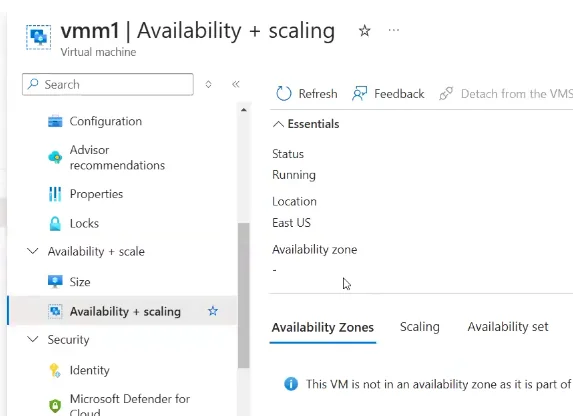 vmm1 | Availability + scaling
Virtual machine
Search
Configuration
Advisor
recommendations
Properties
Locks
Availability + scale
Size
Availability + scaling
Security
Identity
Microsoft Defender for
Cloud
Refresh
Feedback
Detach from the VMS
Essentials
Status
Running
Location
East US
Availability zone
-
Availability Zones
Scaling
Availability set
This VM is not in an availability zone as it is part of